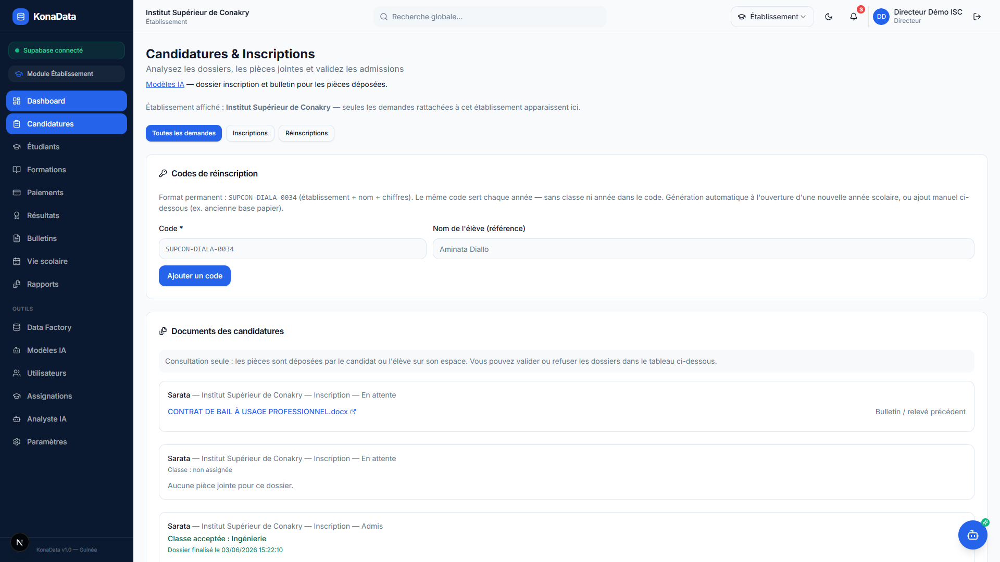 KonaData
Supabase connecté
Module Établissement
Dashboard
Candidatures
Étudiants
Formations
Paiements
Résultats
Bulletins
Vie scolaire
Rapports
OUTILS
Data Factory
Modèles IA
Utilisateurs
Assignations
Analyste IA
Paramètres
N
KonaData v1.0 — Guinée
Institut Supérieur de Conakry
Établissement
Recherche globale...
Établissement
3
DD
Directeur Démo ISC
Directeur
Candidatures & Inscriptions
Analysez les dossiers, les pièces jointes et validez les admissions
Modèles IA — dossier inscription et bulletin pour les pièces déposées.
Établissement affiché : Institut Supérieur de Conakry — seules les demandes rattachées à cet établissement apparaissent ici.
Toutes les demandes
Inscriptions
Réinscriptions
Codes de réinscription
Format permanent : SUPCON-DIALA-0034 (établissement + nom + chiffres). Le même code sert chaque année — sans classe ni année dans le code. Génération automatique à l'ouverture d'une nouvelle année scolaire, ou ajout manuel ci-
dessous (ex. ancienne base papier).
Code *
Nom de l'élève (référence)
SUPCON-DIALA-0034
Aminata Diallo
Ajouter un code
Documents des candidatures
Consultation seule : les pièces sont déposées par le candidat ou l'élève sur son espace. Vous pouvez valider ou refuser les dossiers dans le tableau ci-dessous.
Sarata — Institut Supérieur de Conakry — Inscription — En attente
CONTRAT DE BAIL À USAGE PROFESSIONNEL.docx
Bulletin / relevé précédent
Sarata — Institut Supérieur de Conakry — Inscription — En attente
Classe : non assignée
Aucune pièce jointe pour ce dossier.
Sarata — Institut Supérieur de Conakry — Inscription — Admis
Classe acceptée : Ingénierie
Dossier finalisé le 03/06/2026 15:22:10